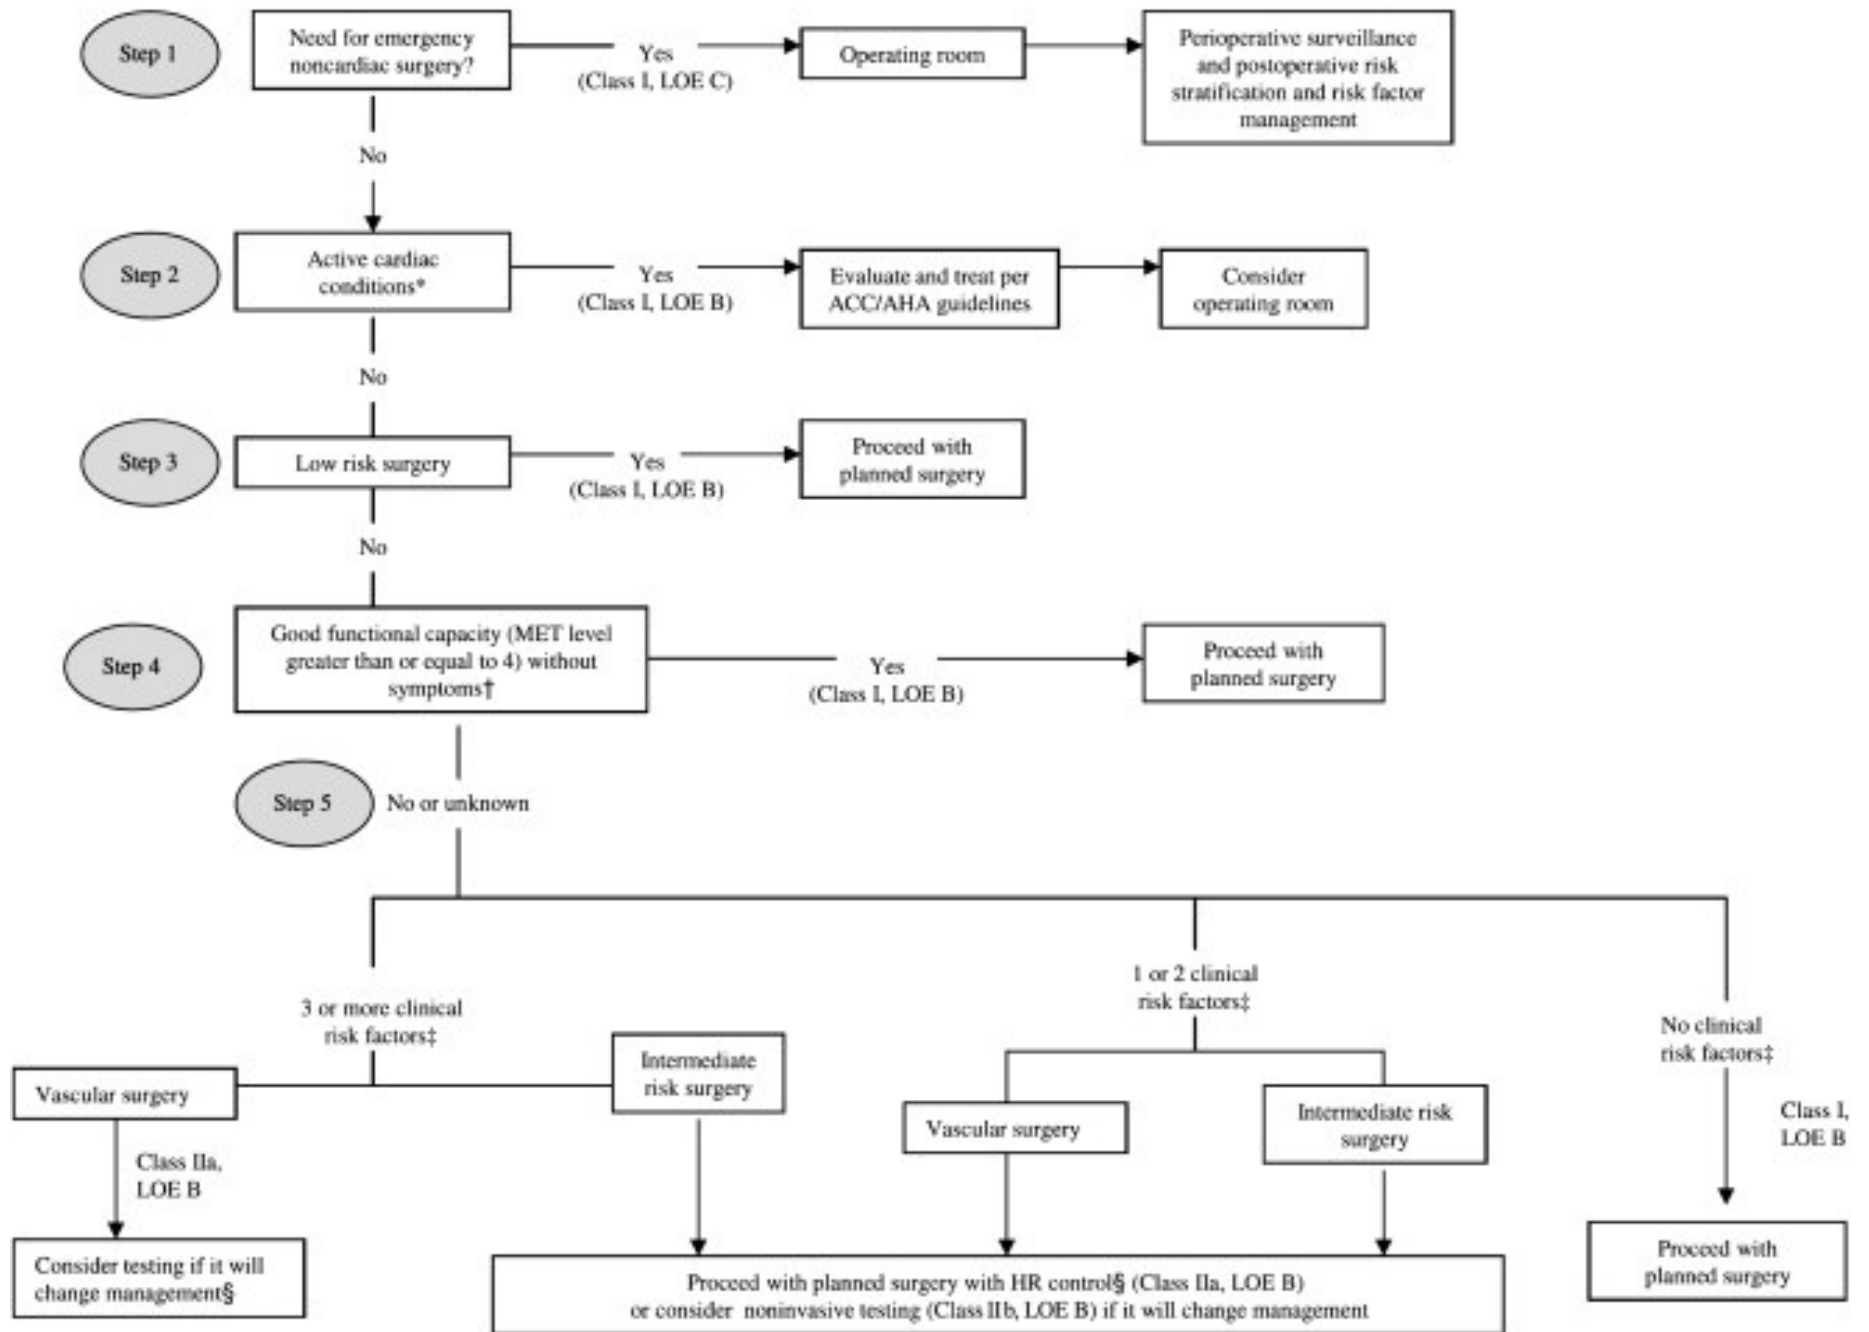 Step 1
Need for emergency
noncardiac surgery?
Yes
(Class I, LOE C)
Operating room
Perioperative surveillance
and postoperative risk
stratification and risk factor
management
No
Step 2
Active cardiac
conditions*
Yes
(Class I, LOE B)
Evaluate and treat per
ACC/AHA guidelines
Consider
operating room
No
Step 3
Low risk surgery
Yes
(Class I, LOE B)
Proceed with
planned surgery
No
Step 4
Good functional capacity (MET level
greater than or equal to 4) without
symptoms†
Yes
(Class I, LOE B)
Proceed with
planned surgery
Step 5
No or unknown
3 or more clinical
risk factors‡
Vascular surgery
Class IIa,
LOE B
Consider testing if it will
change management§
Intermediate
risk surgery
1 or 2 clinical
risk factors‡
Vascular surgery
Intermediate risk
surgery
Proceed with planned surgery with HR control§ (Class IIa, LOE B)
or consider noninvasive testing (Class IIb, LOE B) if it will change management
No clinical
risk factors‡
Class I,
LOE B
Proceed with
planned surgery